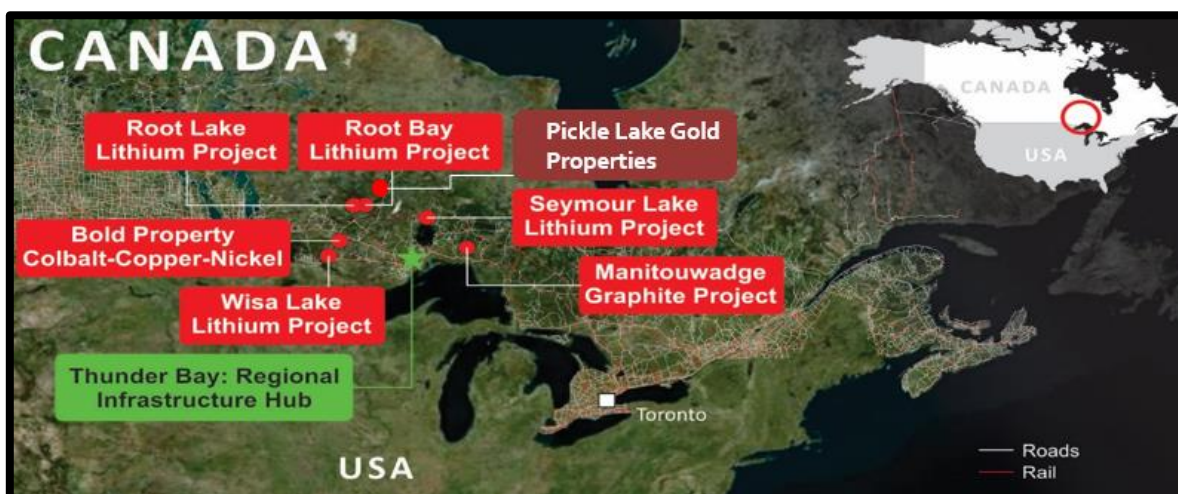 CANADA
Root Lake
Lithium Project
Root Bay
Lithium Project
Pickle Lake Gold
Properties
CANADA
USA
Seymour Lake
Lithium Project
Bold Property
Colbalt-Copper-Nickel
Manitouwadge
Graphite Project
Wisa Lake
Lithium Project
Thunder Bay: Regional
Infrastructure Hub
Toronto
USA
Roads
Rail